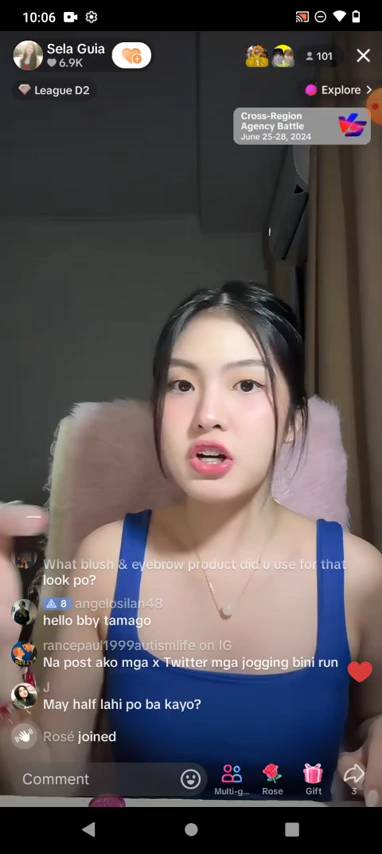 10:06
Sela Guia
6.9K
101
League D2
Explore
Cross-Region
Agency Battle
June 25-28, 2024
What blush & eyebrow product did u use for that
look po?
8 angelosilan48
hello bby tamago
rancepaul1999autismlife on IG
Na post ako mga x Twitter mga jogging bini run
J
May half lahi po ba kayo?
Rosé joined
Comment
Multi-g...
Rose
Gift
3